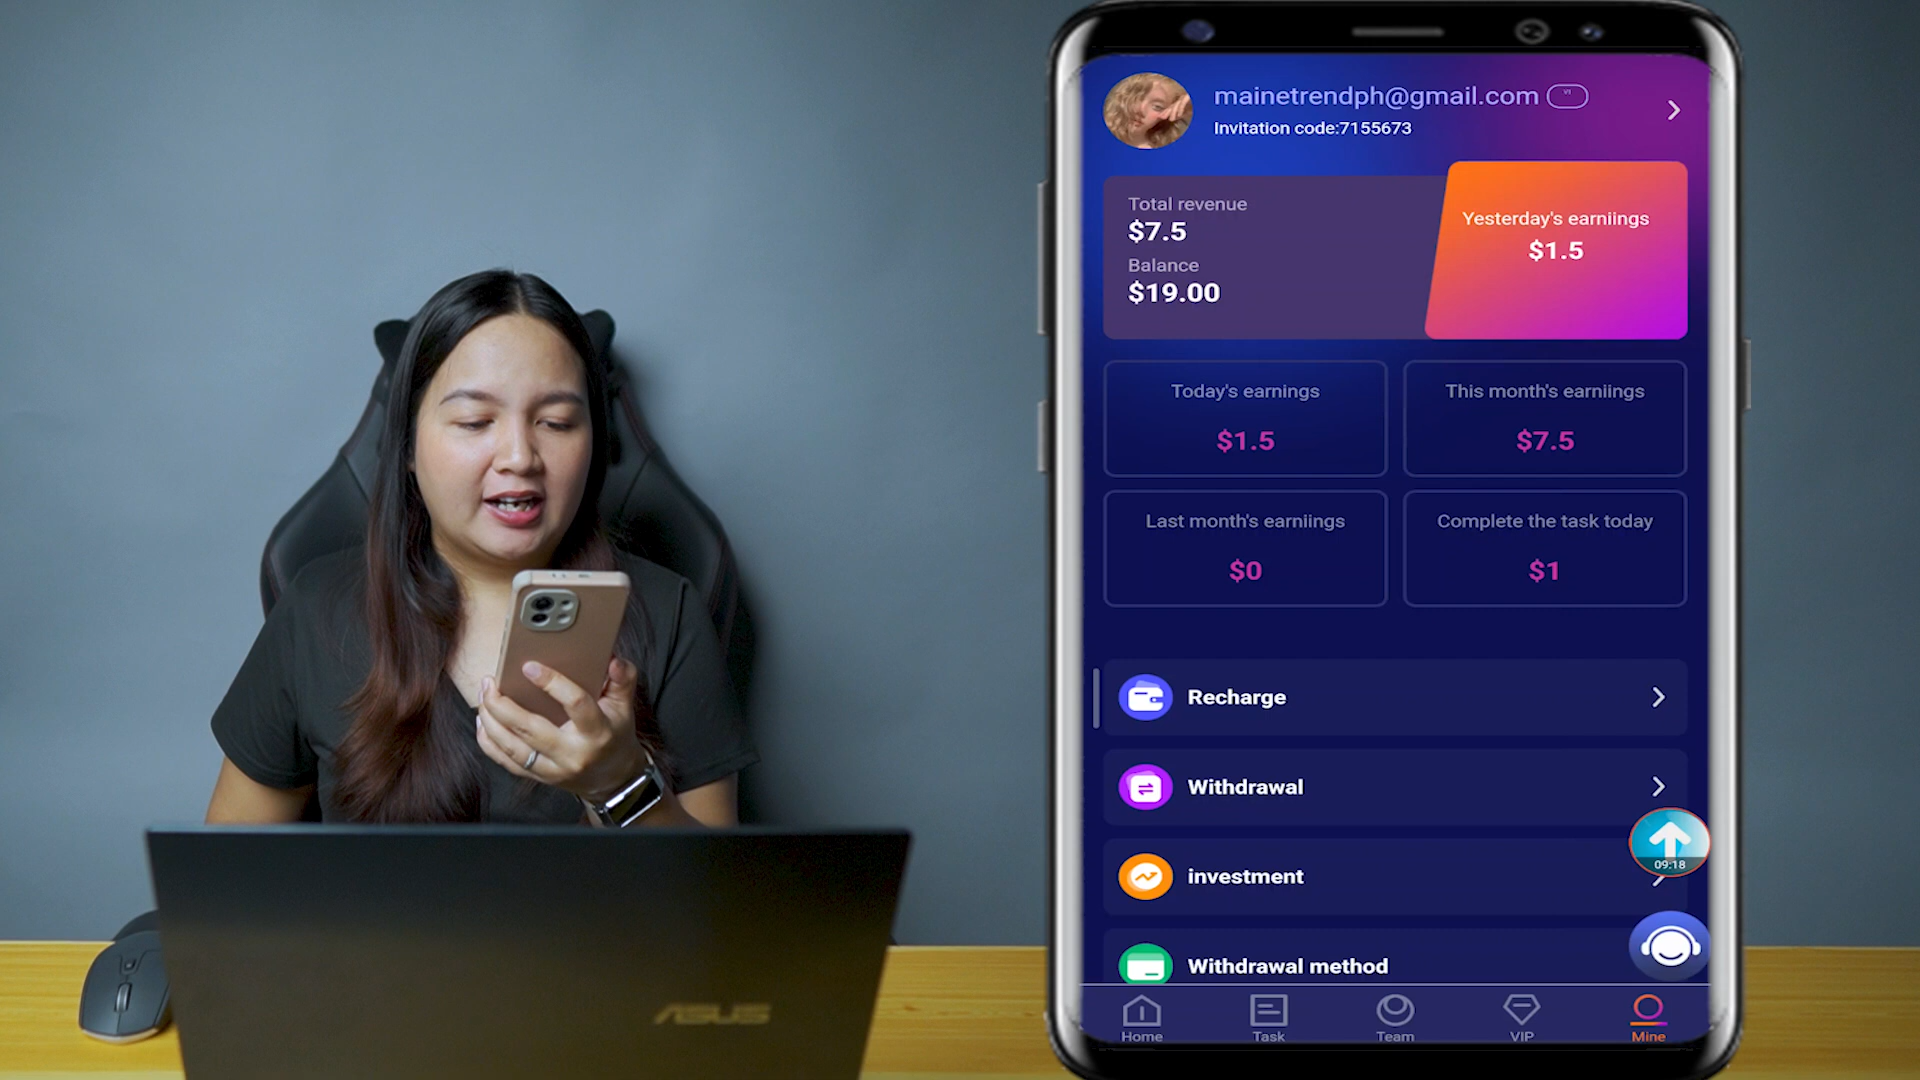 mainetrendph@gmail.com
Invitation code:7155673
Total revenue
$7.5
Balance
$19.00
Yesterday's earniings
$1.5
Today's earnings
$1.5
This month's earniings
$7.5
Last month's earniings
$0
Complete the task today
$1
Recharge
Withdrawal
09:18
investment
Withdrawal method
Home
Task
Team
VIP
Mine
ASUS